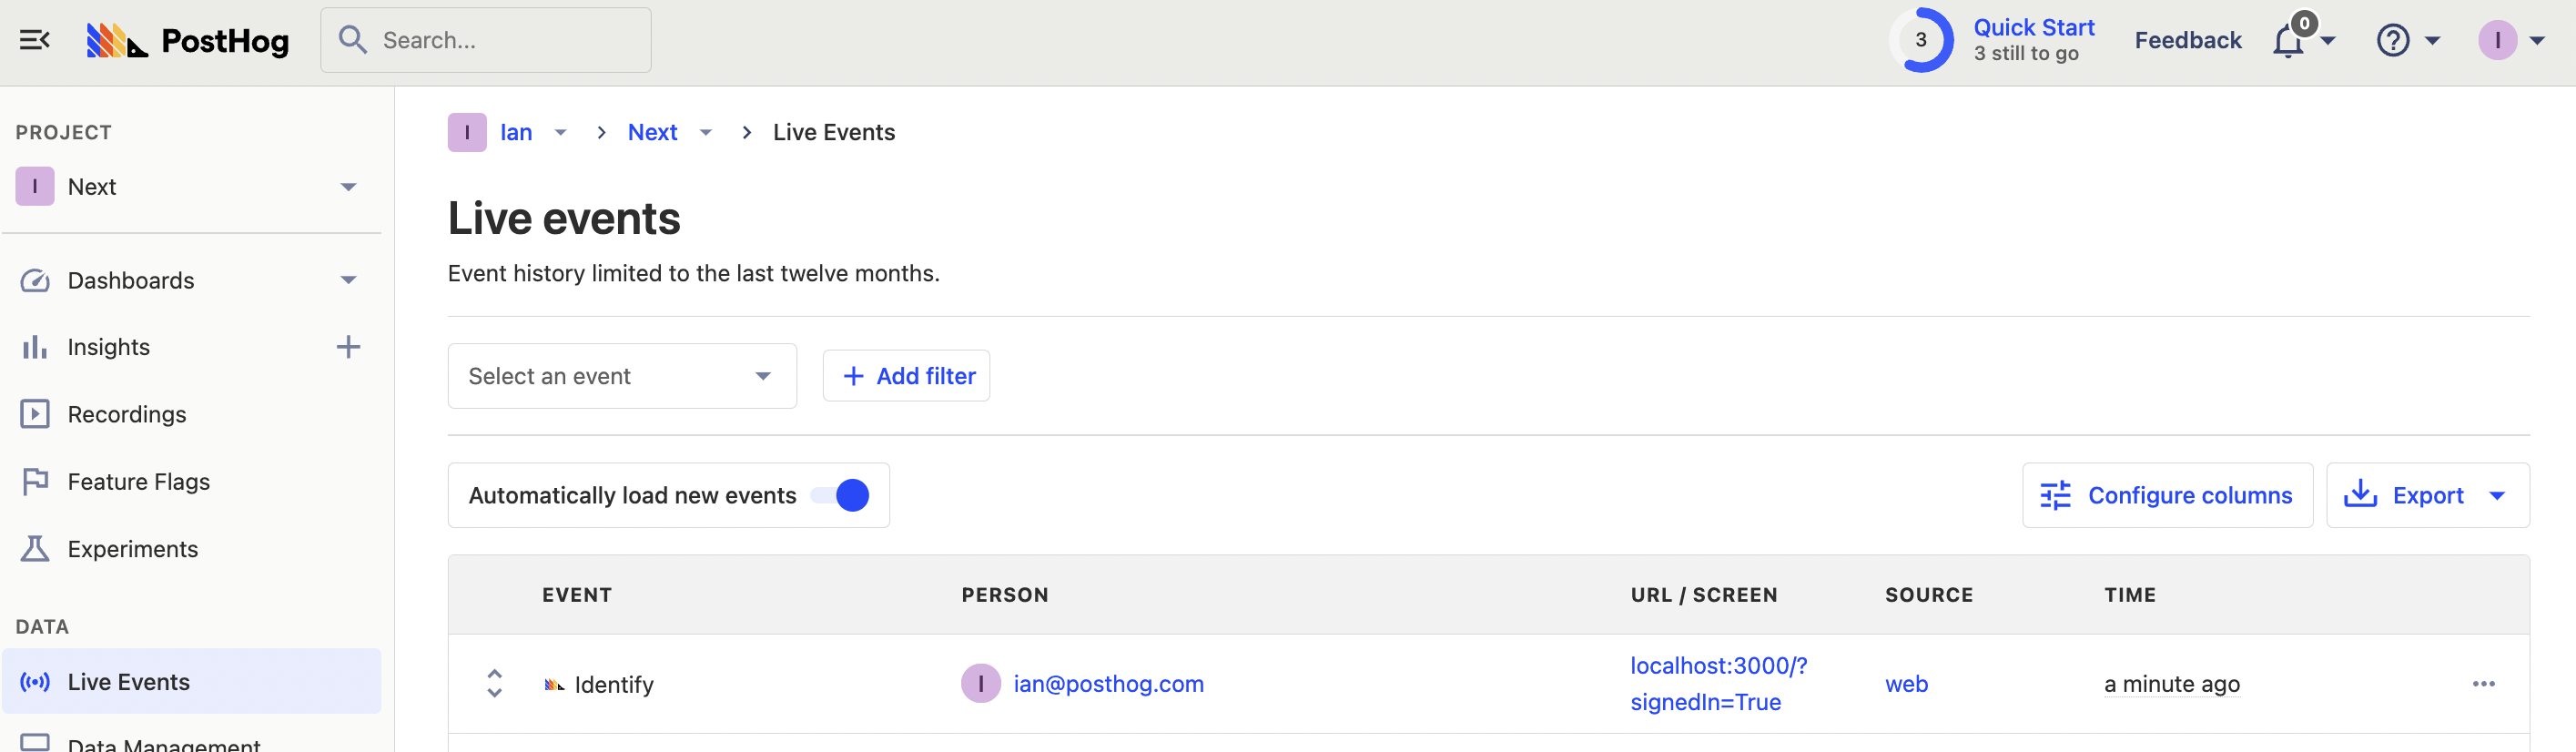 PostHog
Search...
3
Quick Start
3 still to go
Feedback
0
I
PROJECT
I Next
Dashboards
Insights
Recordings
Feature Flags
Experiments
DATA
Live Events
Data Management
I Ian > Next > Live Events
Live events
Event history limited to the last twelve months.
Select an event
+ Add filter
Automatically load new events
Configure columns
Export
EVENT PERSON URL / SCREEN SOURCE TIME
Identify I ian@posthog.com localhost:3000/? web a minute ago
signedIn=True